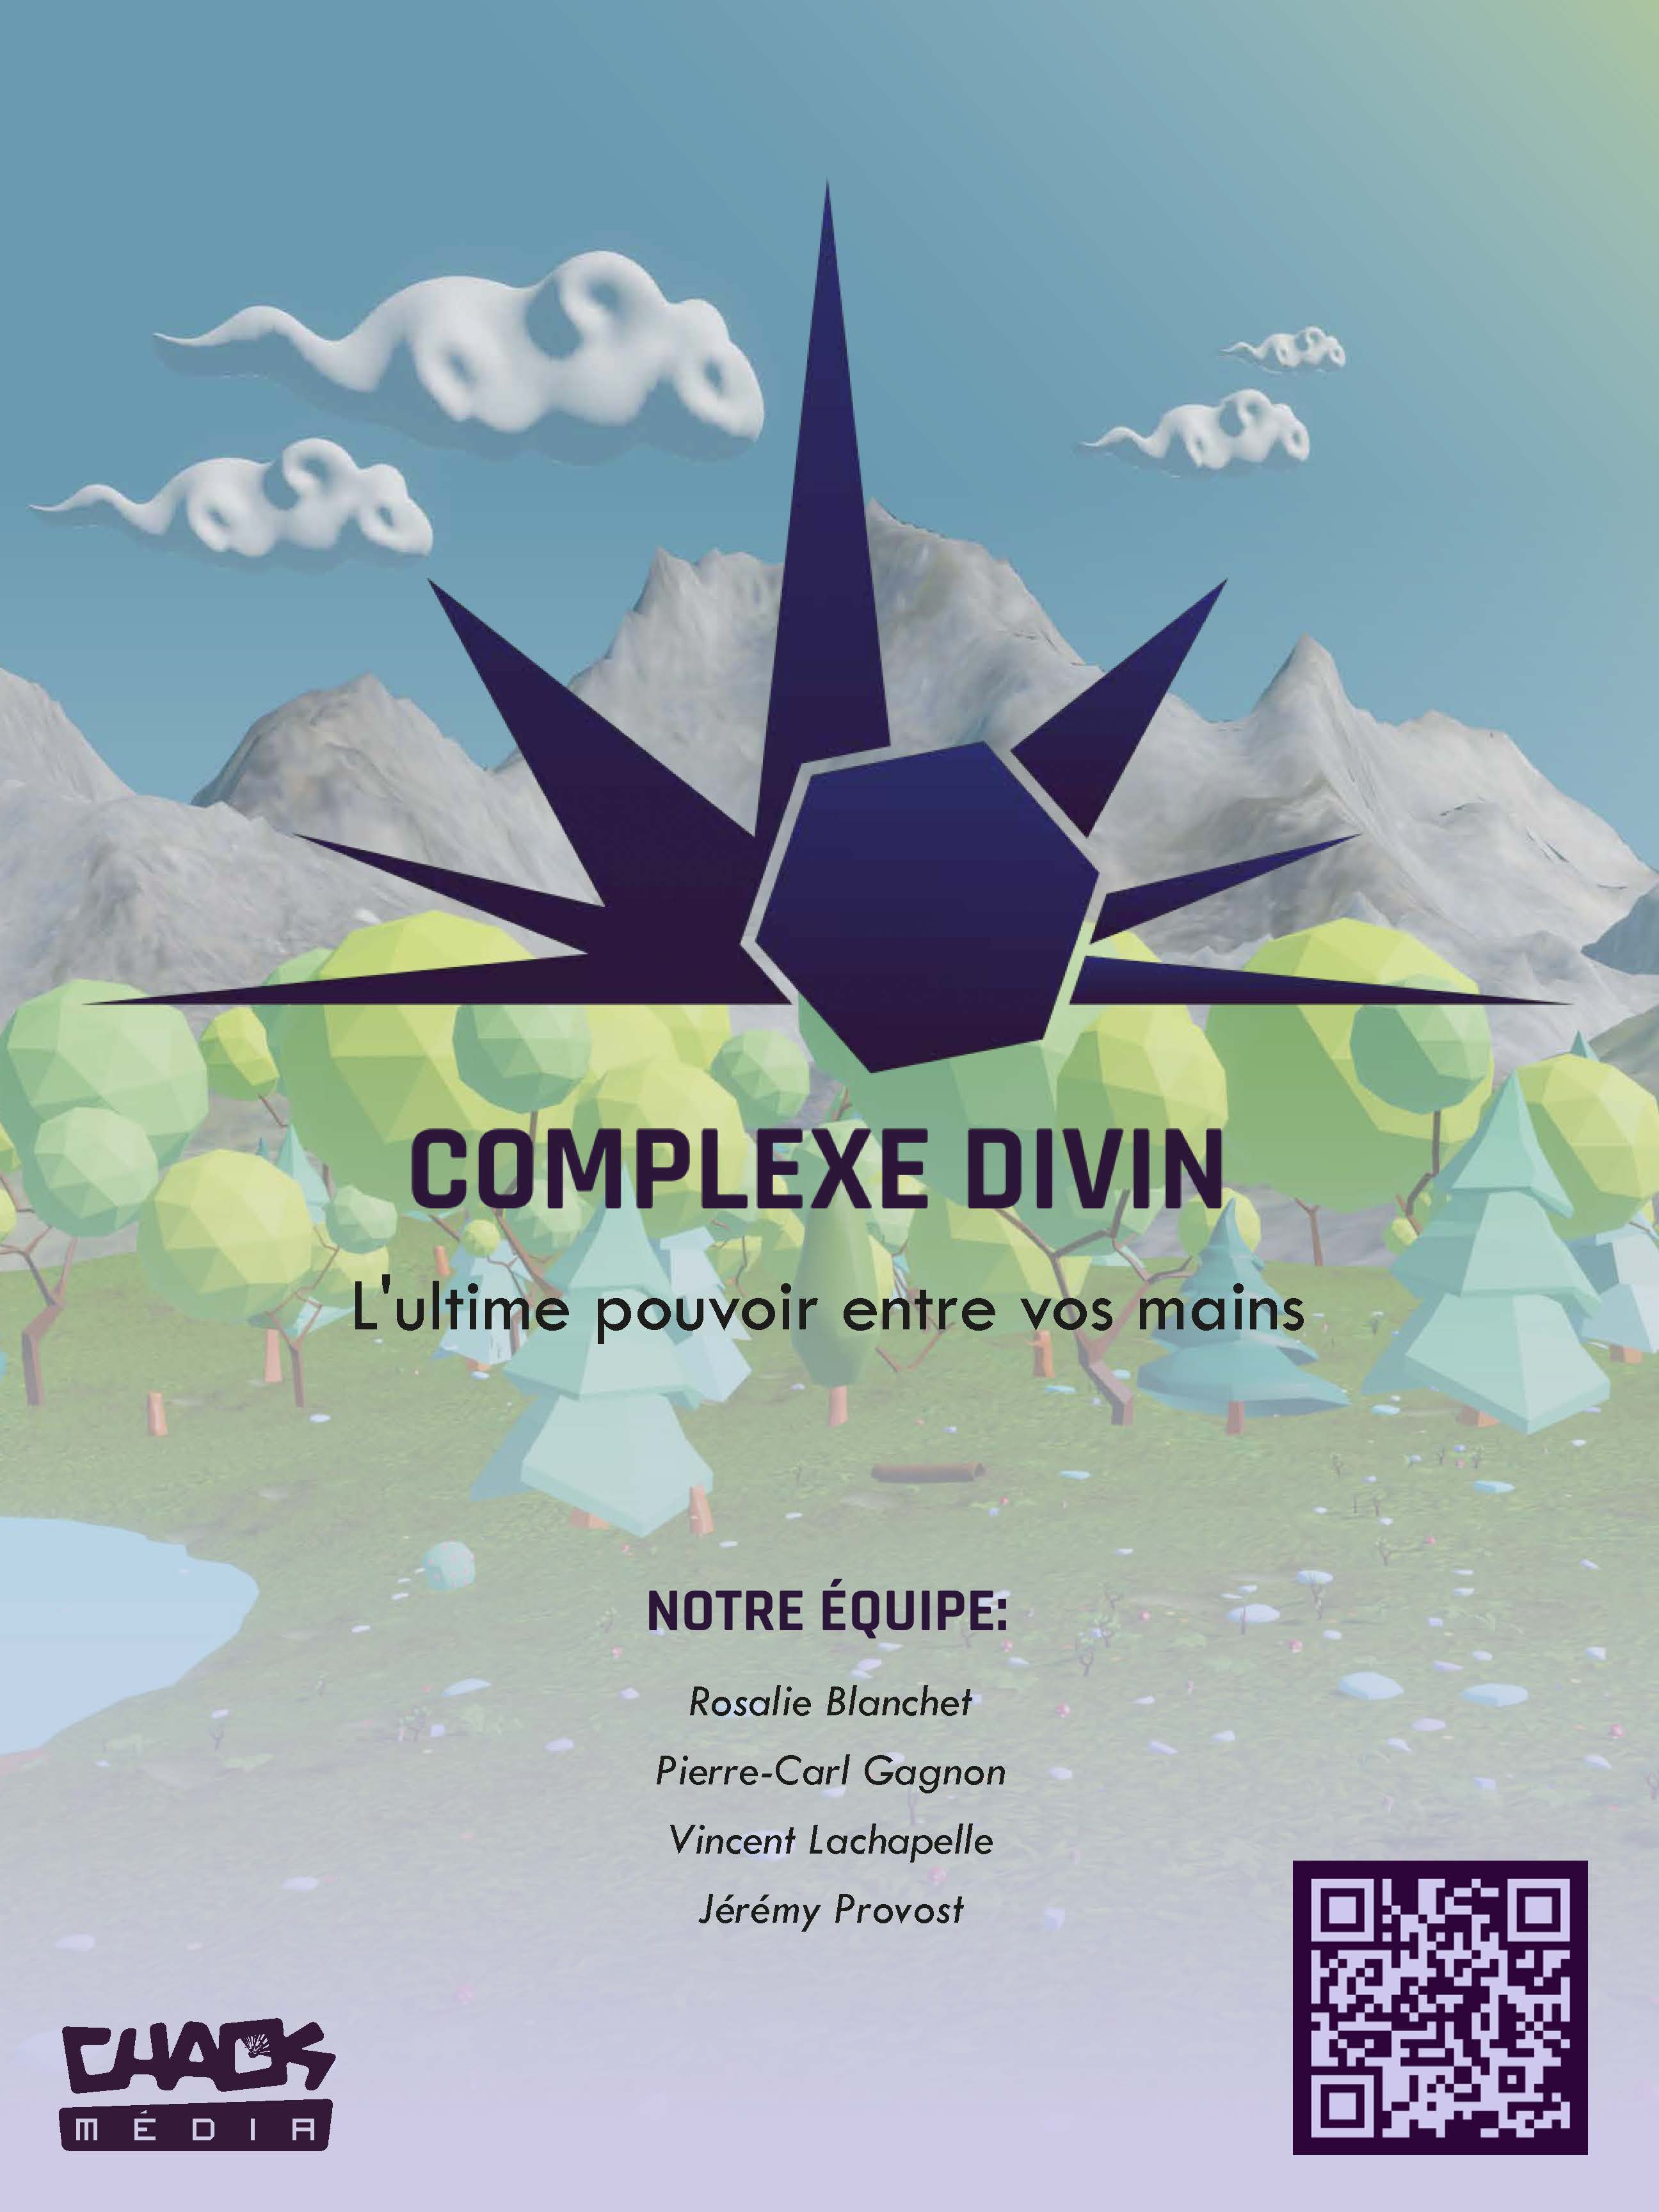 COMPLEXE DIVIN
L'ultime pouvoir entre vos mains
NOTRE ÉQUIPE:
Rosalie Blanchet
Pierre-Carl Gagnon
Vincent Lachapelle
Jérémy Provost
CHAOS
MÉDIA